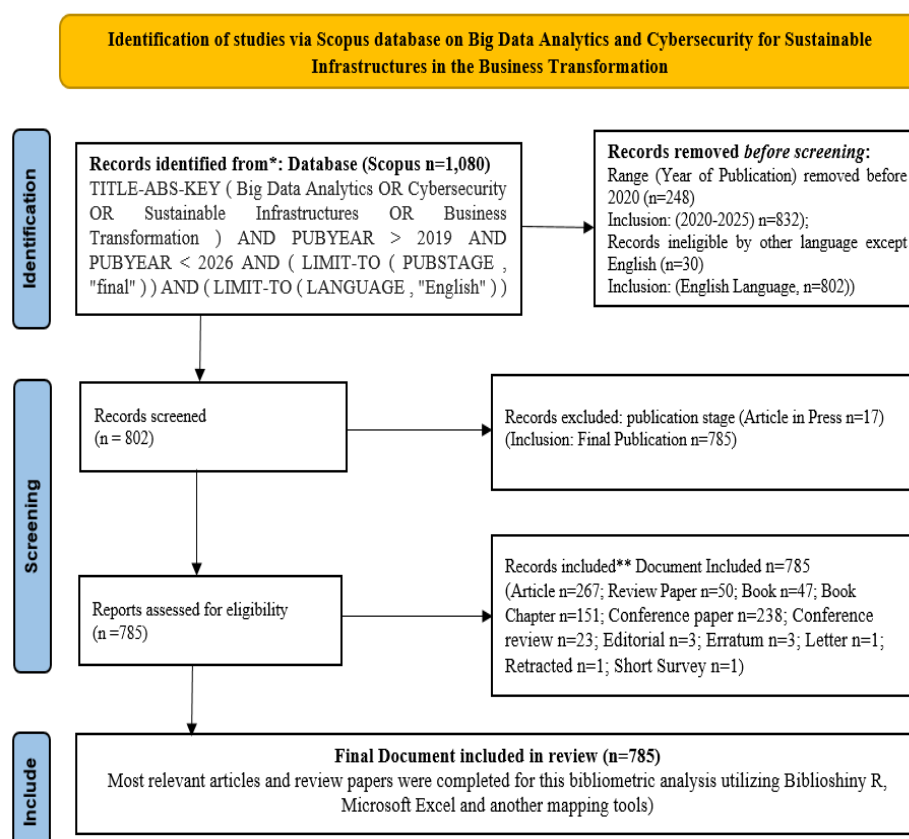 Identification of studies via Scopus database on Big Data Analytics and Cybersecurity for Sustainable
Infrastructures in the Business Transformation
Identification
Records identified from*: Database (Scopus n=1,080)
TITLE-ABS-KEY ( Big Data Analytics OR Cybersecurity
OR Sustainable Infrastructures OR Business
Transformation ) AND PUBYEAR > 2019 AND
PUBYEAR < 2026 AND ( LIMIT-TO ( PUBSTAGE ,
"final" ) ) AND ( LIMIT-TO ( LANGUAGE , "English" ) )
Records removed before screening:
Range (Year of Publication) removed before
2020 (n=248)
Inclusion: (2020-2025) n=832);
Records ineligible by other language except
English (n=30)
Inclusion: (English Language, n=802))
Screening
Records screened
(n = 802)
Records excluded: publication stage (Article in Press n=17)
(Inclusion: Final Publication n=785)
Reports assessed for eligibility
(n =785)
Records included** Document Included n=785
(Article n=267; Review Paper n=50; Book n=47; Book
Chapter n=151; Conference paper n=238; Conference
review n=23; Editorial n=3; Erratum n=3; Letter n=1;
Retracted n=1; Short Survey n=1)
Include
Final Document included in review (n=785)
Most relevant articles and review papers were completed for this bibliometric analysis utilizing Biblioshiny R,
Microsoft Excel and another mapping tools)